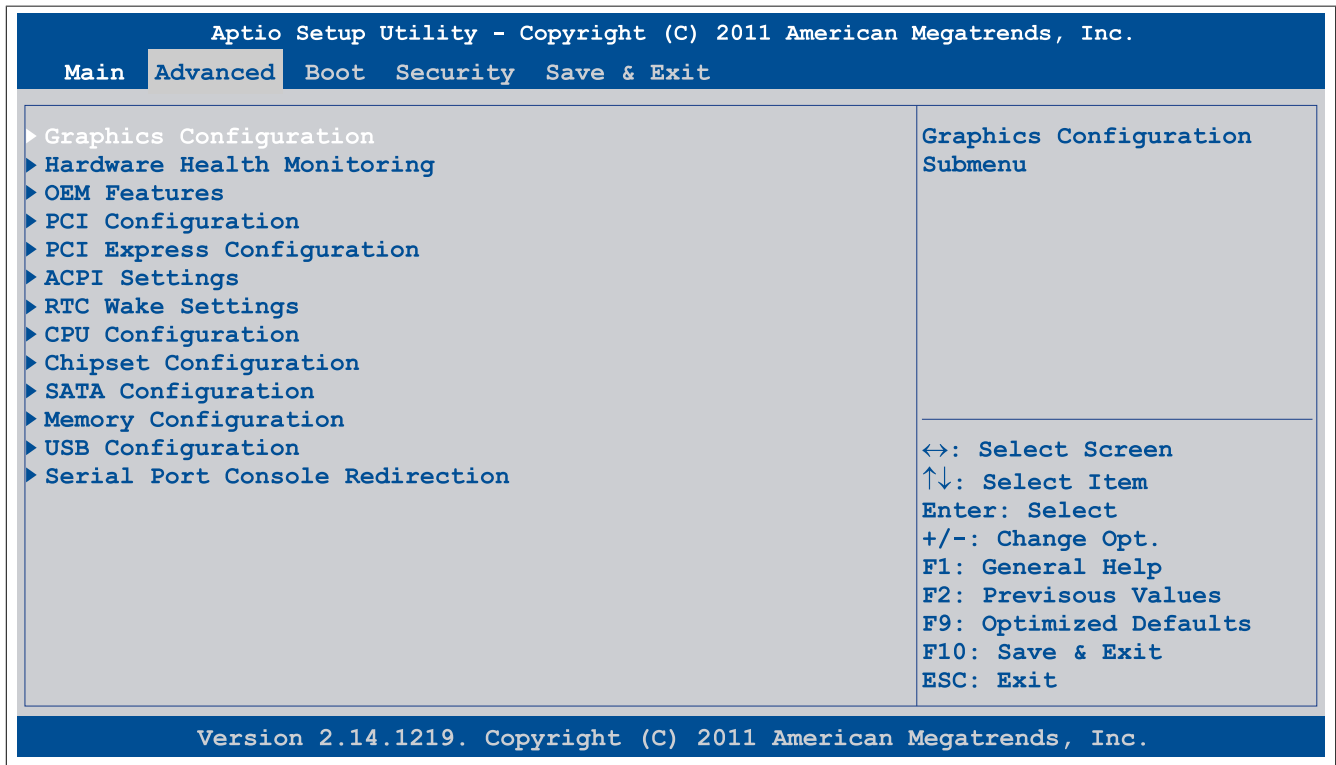 Aptio Setup Utility - Copyright (C) 2011 American Megatrends, Inc.
Main Advanced Boot Security Save & Exit
Graphics Configuration
Hardware Health Monitoring
OEM Features
PCI Configuration
PCI Express Configuration
ACPI Settings
RTC Wake Settings
CPU Configuration
Chipset Configuration
SATA Configuration
Memory Configuration
USB Configuration
Serial Port Console Redirection
Graphics Configuration
Submenu
↔: Select Screen
↑↓: Select Item
Enter: Select
+/-: Change Opt.
F1: General Help
F2: Previsous Values
F9: Optimized Defaults
F10: Save & Exit
ESC: Exit
Version 2.14.1219. Copyright (C) 2011 American Megatrends, Inc.